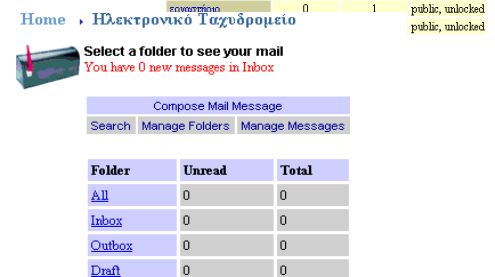 εργαστήριο 0 1 public, unlocked
Home ▸ Ηλεκτρονικό Ταχυδρομείο public, unlocked
Select a folder to see your mail
You have 0 new messages in Inbox
Compose Mail Message
Search Manage Folders Manage Messages
Folder Unread Total
All 0 0
Inbox 0 0
Outbox 0 0
Draft 0 0